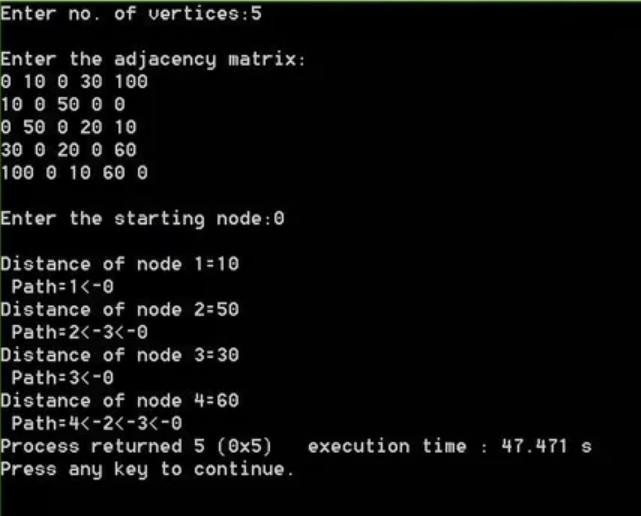 Enter no. of vertices:5
Enter the adjacency matrix:
0 10 0 30 100
10 0 50 0 0
0 50 0 20 10
30 0 20 0 60
100 0 10 60 0
Enter the starting node:0
Distance of node 1=10
Path=1<-0
Distance of node 2=50
Path=2<-3<-0
Distance of node 3=30
Path=3<-0
Distance of node 4=60
Path=4<-2<-3<-0
Process returned 5 (0x5)   execution time : 47.471 s
Press any key to continue.